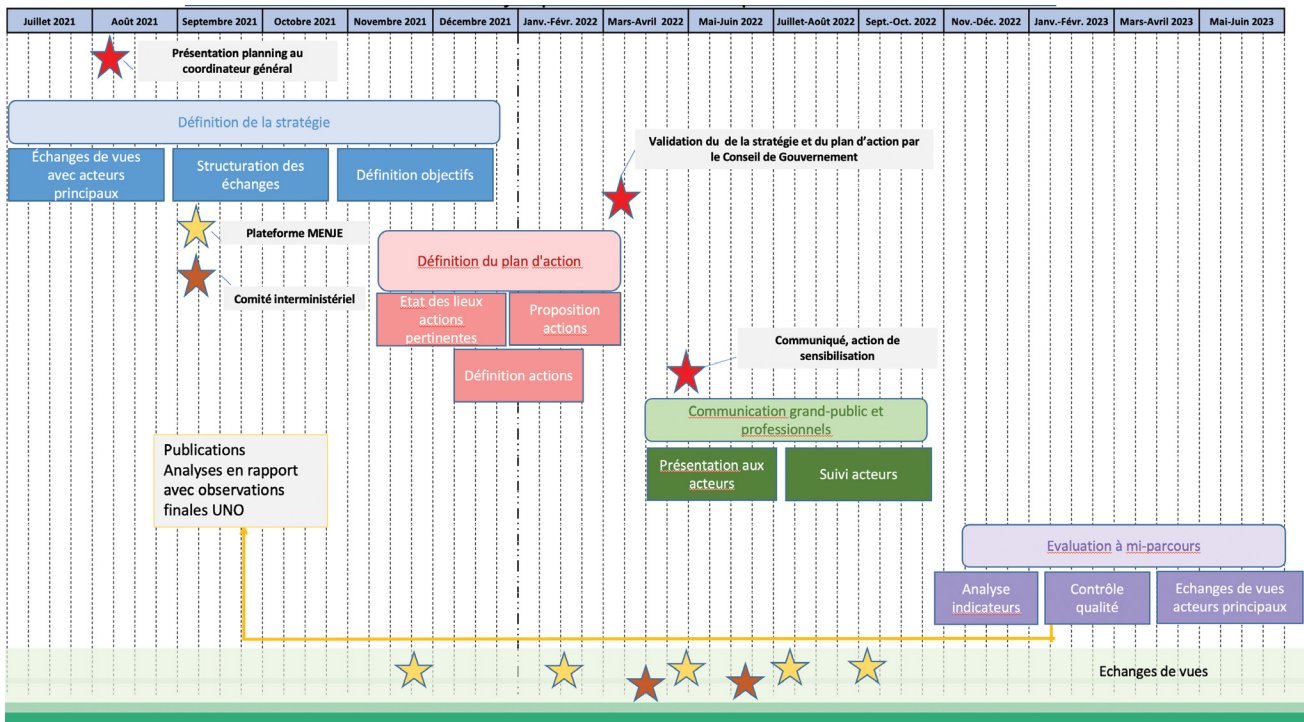 Juillet 2021
Août 2021
Septembre 2021
Octobre 2021
Novembre 2021
Décembre 2021
Janv.-Févr. 2022
Mars-Avril 2022
Mai-Juin 2022
Juillet-Août 2022
Sept.-Oct. 2022
Nov.-Déc. 2022
Janv.-Févr. 2023
Mars-Avril 2023
Mai-Juin 2023
Présentation planning au
coordinateur général
Définition de la stratégie
Échanges de vues
avec acteurs
principaux
Structuration des
échanges
Définition objectifs
Validation du de la stratégie et du plan d'action par
le Conseil de Gouvernement
Plateforme MENJE
Comité interministériel
Définition du plan d'action
Etat des lieux
actions
pertinentes
Proposition
actions
Définition actions
Communiqué, action de
sensibilisation
Communication grand-public et
professionnels
Présentation aux
acteurs
Suivi acteurs
Publications
Analyses en rapport
avec observations
finales UNO
Evaluation à mi-parcours
Analyse
indicateurs
Contrôle
qualité
Echanges de vues
acteurs principaux
Echanges de vues